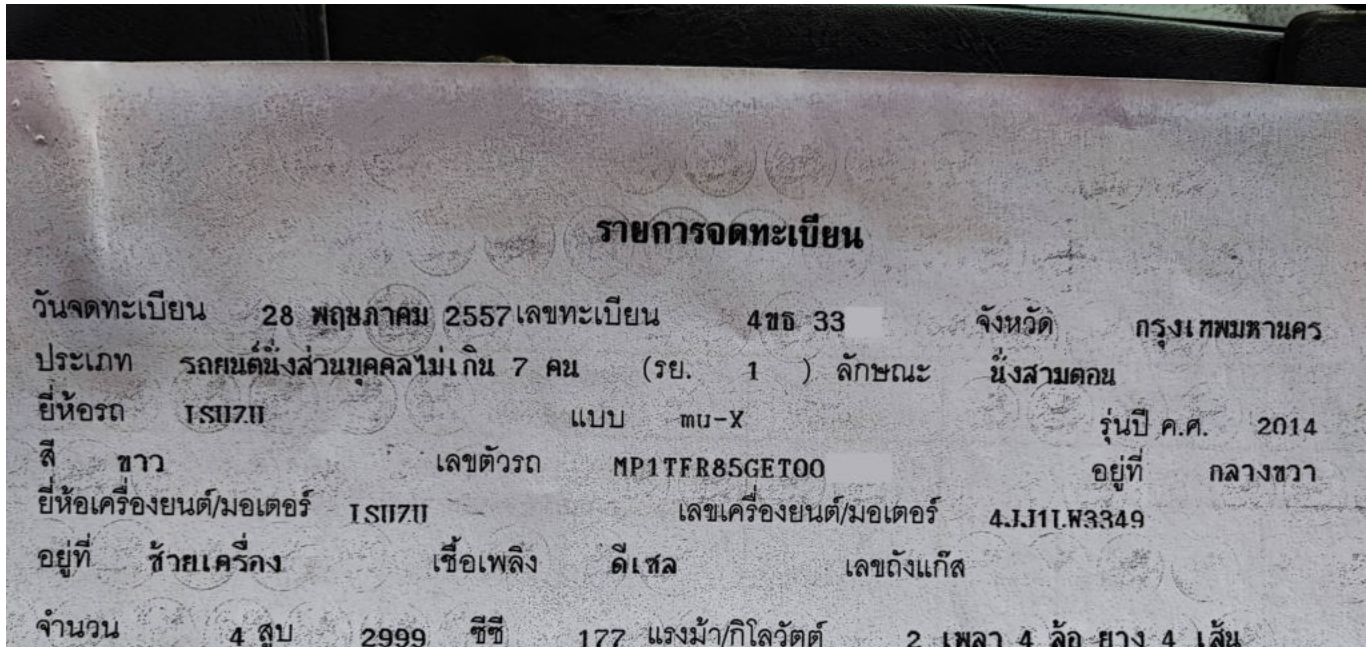 รายการจดทะเบียน
วันจดทะเบียน 28 พฤษภาคม 2557 เลขทะเบียน 4ขธ 33 จังหวัด กรุงเทพมหานคร
ประเภท รถยนต์นั่งส่วนบุคคลไม่เกิน 7 คน (รย. 1 ) ลักษณะ นั่งสามตอน
ยี่ห้อรถ ISUZU แบบ mu-X รุ่นปี ค.ศ. 2014
สี ขาว เลขตัวรถ MP1TFR85GET00 อยู่ที่ กลางขวา
ยี่ห้อเครื่องยนต์/มอเตอร์ ISUZU เลขเครื่องยนต์/มอเตอร์ 4JJ1LW3349
อยู่ที่ ซ้ายเครื่อง เชื้อเพลิง ดีเซล เลขถังแก๊ส
จำนวน 4 สูบ 2999 ซีซี 177 แรงม้า/กิโลวัตต์ 2 เพลา 4 ล้อ ยาง 4 เส้น